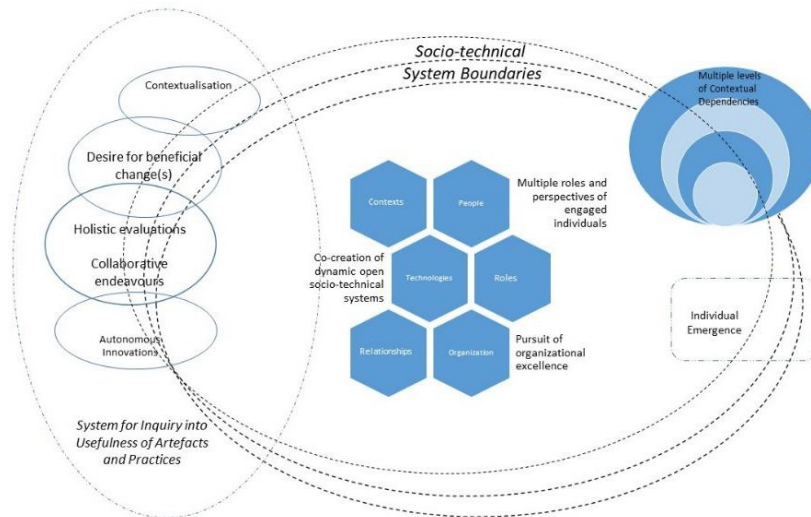 Socio-technical
System Boundaries
Contextualisation
Desire for beneficial
change(s)
Holistic evaluations
Collaborative
endeavours
Autonomous
Innovations
System for Inquiry into
Usefulness of Artefacts
and Practices
Contexts
People
Multiple roles and
perspectives of
engaged
individuals
Co-creation of
dynamic open
socio-technical
systems
Technologies
Roles
Relationships
Organization
Pursuit of
organizational
excellence
Multiple levels
of Contextual
Dependencies
Individual
Emergence